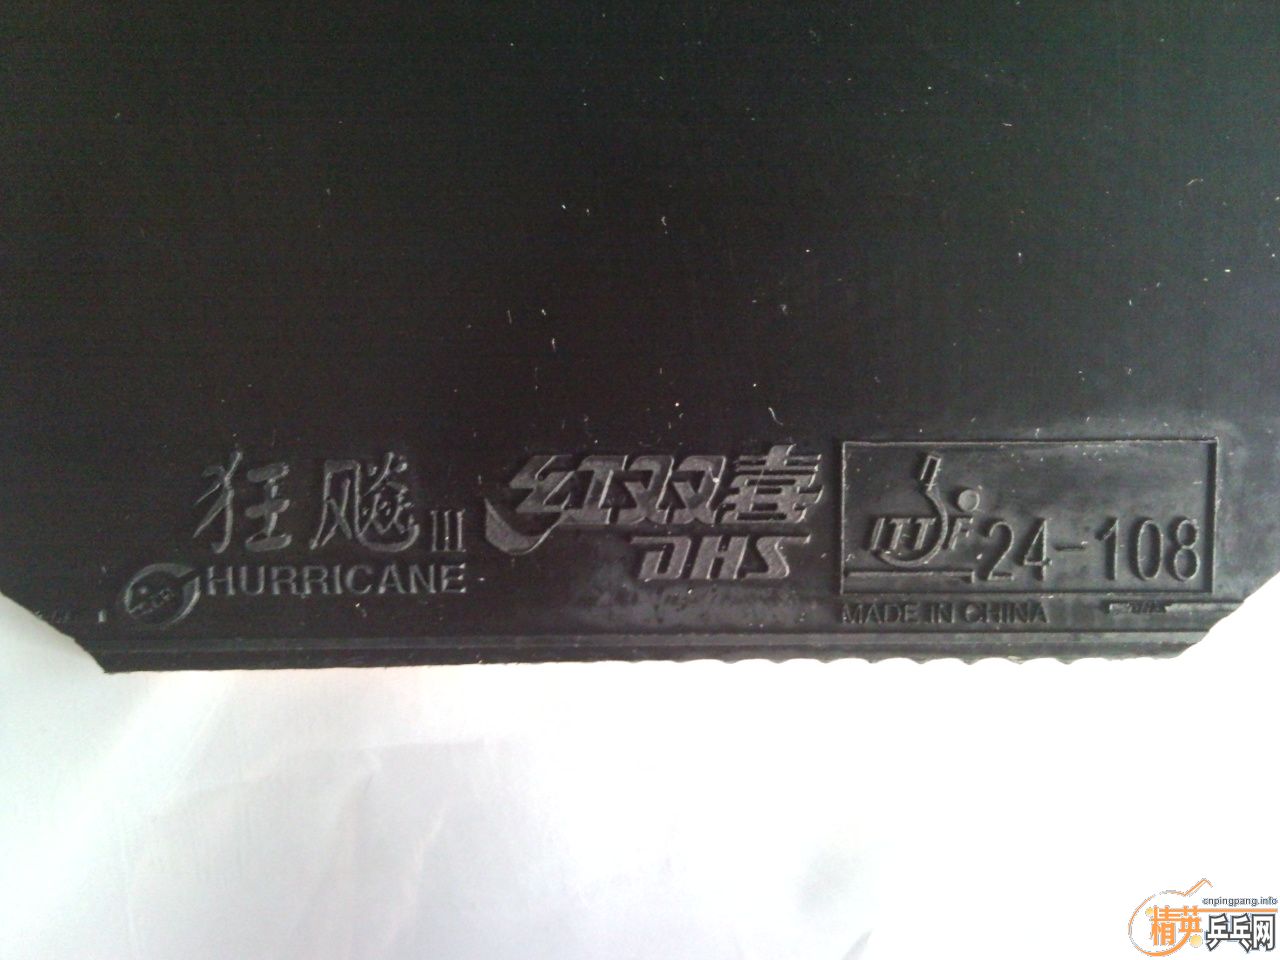 狂飚III
HURRICANE
红双喜
DHS
ITTF 24-108
MADE IN CHINA
cnpingpang.info
精英乒乓网